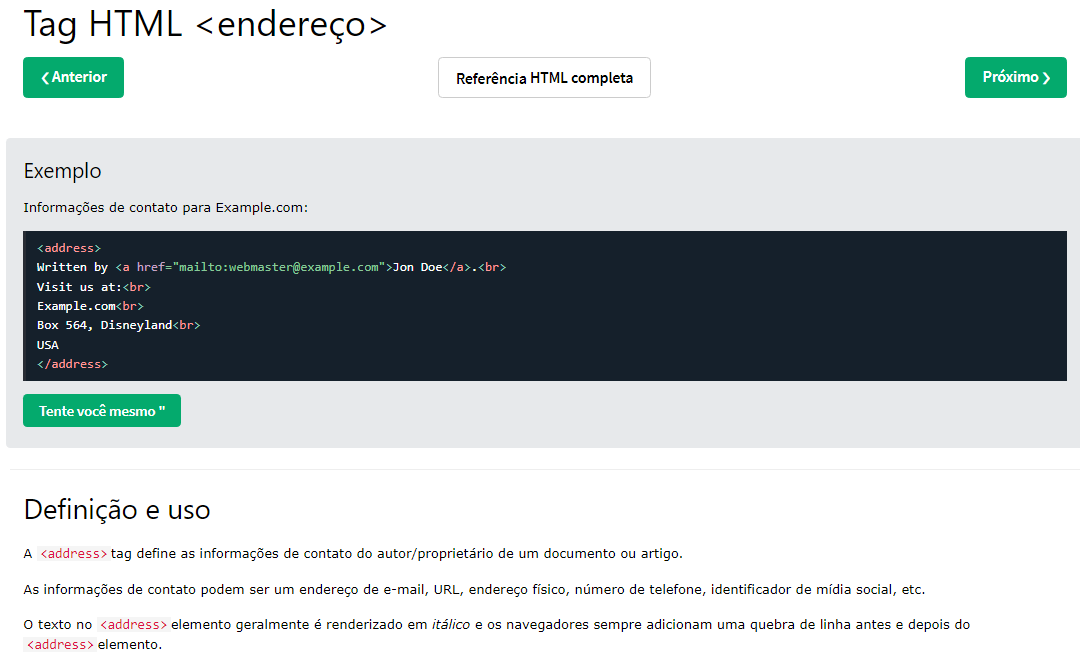 Tag HTML <endereço>
❮ Anterior
Referência HTML completa
Próximo ❯
Exemplo
Informações de contato para Example.com:
<address>
Written by <a href="mailto:webmaster@example.com">Jon Doe</a>.<br>
Visit us at:<br>
Example.com<br>
Box 564, Disneyland<br>
USA
</address>
Tente você mesmo "
Definição e uso
A <address> tag define as informações de contato do autor/proprietário de um documento ou artigo.
As informações de contato podem ser um endereço de e-mail, URL, endereço físico, número de telefone, identificador de mídia social, etc.
O texto no <address> elemento geralmente é renderizado em itálico e os navegadores sempre adicionam uma quebra de linha antes e depois do
<address> elemento.